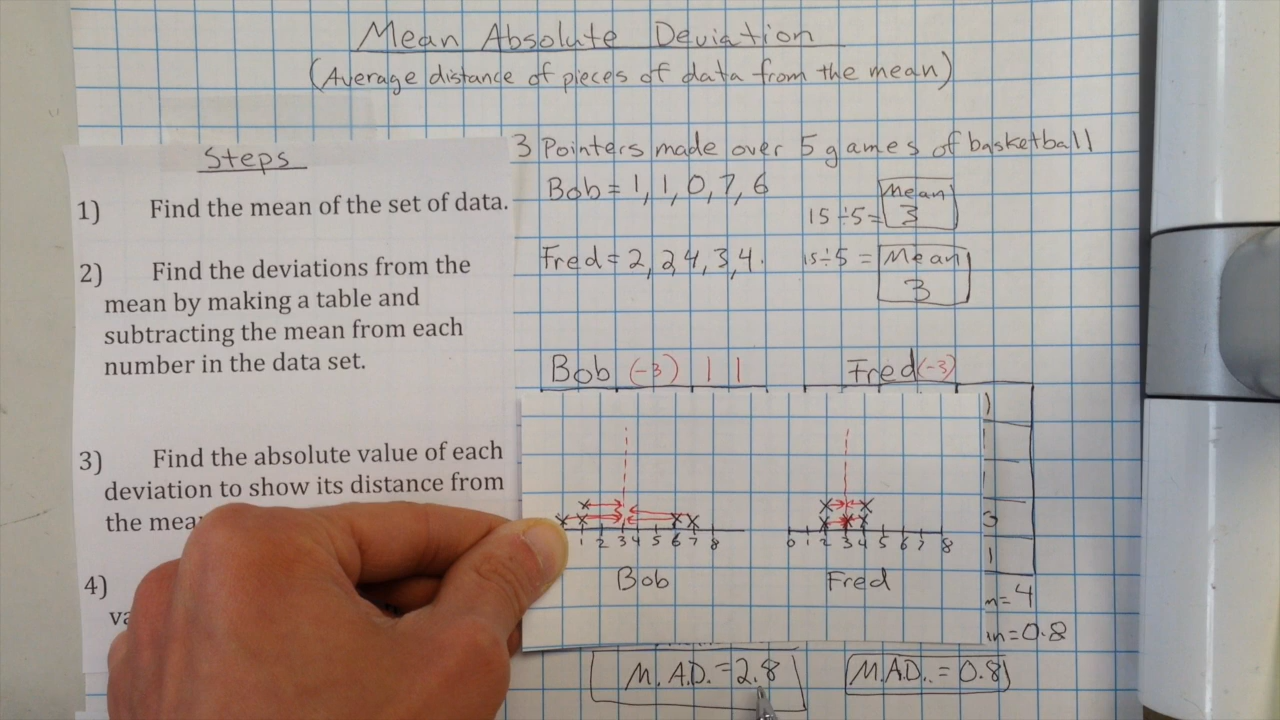 Mean Absolute Deviation
(Average distance of pieces of data from the mean)
Steps
1) Find the mean of the set of data.
2) Find the deviations from the
mean by making a table and
subtracting the mean from each
number in the data set.
3) Find the absolute value of each
deviation to show its distance from
the mea
4)
va
3 Pointers made over 5 games of basketball
Bob = 1, 1, 0, 7, 6
15 ÷ 5 = Mean
3
Fred = 2, 2, 4, 3, 4.
15 ÷ 5 = Mean
3
Bob (-3) | |
Fred (-3)
1 2 3 4 5 6 7 8
Bob
0 1 2 3 4 5 6 7 8
Fred
= 4
= 0.8
M.A.D. = 2.8
M.A.D. = 0.8